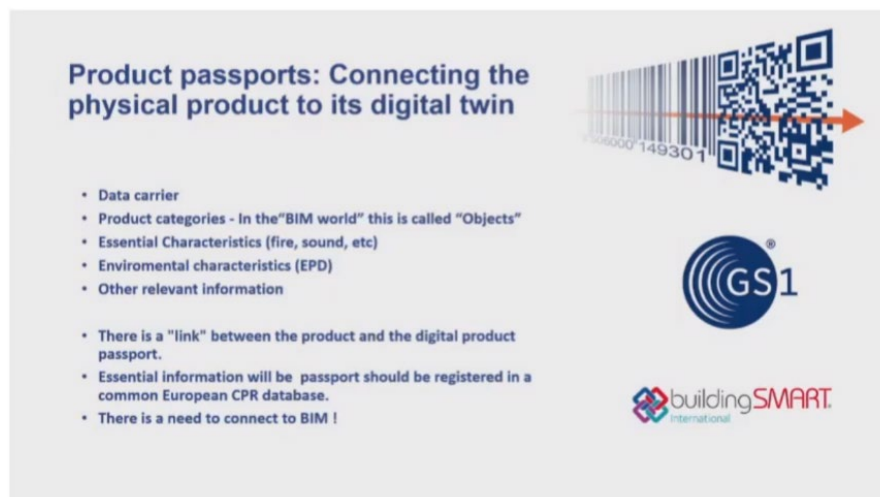 Product passports: Connecting the
physical product to its digital twin
• Data carrier
• Product categories - In the"BIM world" this is called "Objects"
• Essential Characteristics (fire, sound, etc)
• Enviromental characteristics (EPD)
• Other relevant information
• There is a "link" between the product and the digital product
passport.
• Essential information will be  passport should be registered in a
common European CPR database.
• There is a need to connect to BIM !
149301
GS1
®
buildingSMART
International